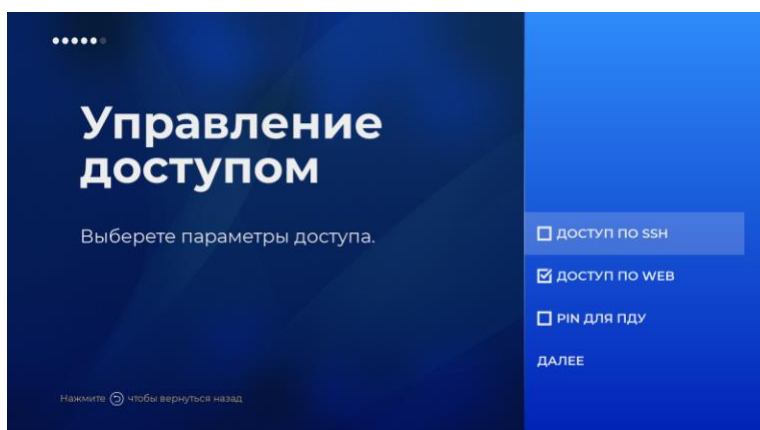 Управление
доступом
Выберете параметры доступа.
ДОСТУП ПО SSH
ДОСТУП ПО WEB
PIN ДЛЯ ПДУ
ДАЛЕЕ
Нажмите чтобы вернуться назад